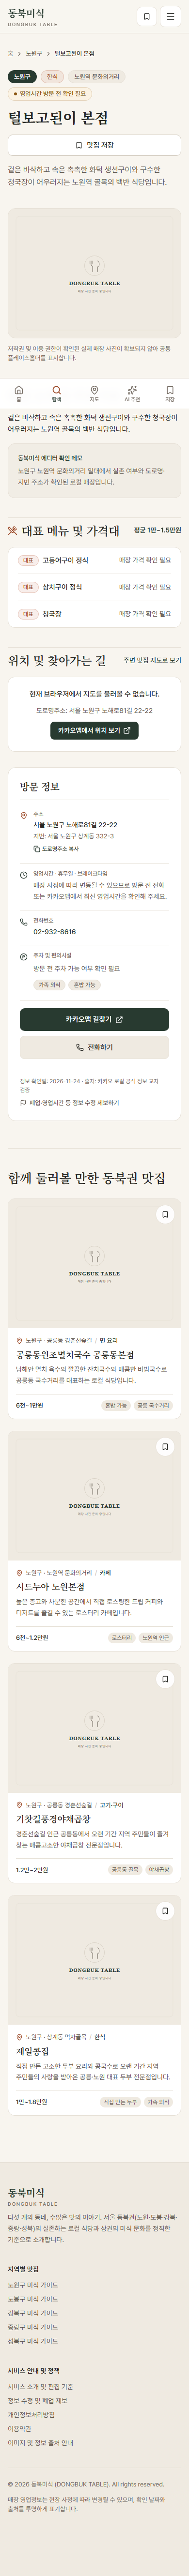 동북미식
DONGBUK TABLE
홈 > 노원구 > 털보고된이 본점
노원구 한식 노원역 문화의거리
영업시간 방문 전 확인 필요
털보고된이 본점
맛집 저장
겉은 바삭하고 속은 촉촉한 화덕 생선구이와 구수한
청국장이 어우러지는 노원역 골목의 백반 식당입니다.
DONGBUK TABLE
저작권 및 이용 권한이 확인된 실제 매장 사진이 확보되지 않아 공통
플레이스홀더를 표시합니다.
홈 탐색 지도 AI 추천 저장
겉은 바삭하고 속은 촉촉한 화덕 생선구이와 구수한 청국장이
어우러지는 노원역 골목의 백반 식당입니다.
동북미식 에디터 확인 메모
노원구 노원역 문화의거리 일대에서 실존 여부와 도로명·
지번 주소가 확인된 로컬 매장입니다.
대표 메뉴 및 가격대 평균 1만~1.5만원
대표 고등어구이 정식 매장 가격 확인 필요
대표 삼치구이 정식 매장 가격 확인 필요
대표 청국장 매장 가격 확인 필요
위치 및 찾아가는 길 주변 맛집 지도로 보기
현재 브라우저에서 지도를 불러올 수 없습니다.
도로명주소: 서울 노원구 노해로81길 22-22
카카오맵에서 위치 보기
방문 정보
주소
서울 노원구 노해로81길 22-22
지번: 서울 노원구 상계동 332-3
도로명주소 복사
영업시간 · 휴무일 · 브레이크타임
매장 사정에 따라 변동될 수 있으므로 방문 전 전화
또는 카카오맵에서 최신 영업시간을 확인해 주세요.
전화번호
02-932-8616
주차 및 편의시설
방문 전 주차 가능 여부 확인 필요
가족 외식 혼밥 가능
카카오맵 길찾기
전화하기
정보 확인일: 2026-11-24 · 출처: 카카오 로컬 공식 정보 교차
검증
폐업·영업시간 등 정보 수정 제보하기
함께 둘러볼 만한 동북권 맛집
DONGBUK TABLE
노원구 · 공릉동 경춘선숲길 / 면 요리
공릉동원조멸치국수 공릉동본점
남해안 멸치 육수의 깔끔한 잔치국수와 매콤한 비빔국수로
공릉동 국수거리를 대표하는 로컬 식당입니다.
6천~1만원 혼밥 가능 공릉 국수거리
DONGBUK TABLE
노원구 · 노원역 문화의거리 / 카페
시드누아 노원본점
높은 층고와 차분한 공간에서 직접 로스팅한 드립 커피와
디저트를 즐길 수 있는 로스터리 카페입니다.
6천~1.2만원 로스터리 노원역 인근
DONGBUK TABLE
노원구 · 공릉동 경춘선숲길 / 고기·구이
기찻길풍경야채곱창
경춘선숲길 인근 공릉동에서 오랜 기간 지역 주민들이 즐겨
찾는 매콤고소한 야채곱창 전문점입니다.
1.2만~2만원 공릉동 골목 야채곱창
DONGBUK TABLE
노원구 · 상계동 먹자골목 / 한식
제일콩집
직접 만든 고소한 두부 요리와 콩국수로 오랜 기간 지역
주민들의 사랑을 받아온 공릉·노원 대표 두부 전문점입니다.
1만~1.8만원 직접 만든 두부 가족 외식
동북미식
DONGBUK TABLE
다섯 개의 동네, 수많은 맛의 이야기. 서울 동북권(노원·도봉·강북·
중랑·성북)의 실존하는 로컬 식당과 상권의 미식 문화를 정직한
기준으로 소개합니다.
지역별 맛집
노원구 미식 가이드
도봉구 미식 가이드
강북구 미식 가이드
중랑구 미식 가이드
성북구 미식 가이드
서비스 안내 및 정책
서비스 소개 및 편집 기준
정보 수정 및 폐업 제보
개인정보처리방침
이용약관
이미지 및 정보 출처 안내
© 2026 동북미식 (DONGBUK TABLE). All rights reserved.
매장 영업정보는 현장 사정에 따라 변경될 수 있으며, 확인 날짜와
출처를 투명하게 표기합니다.